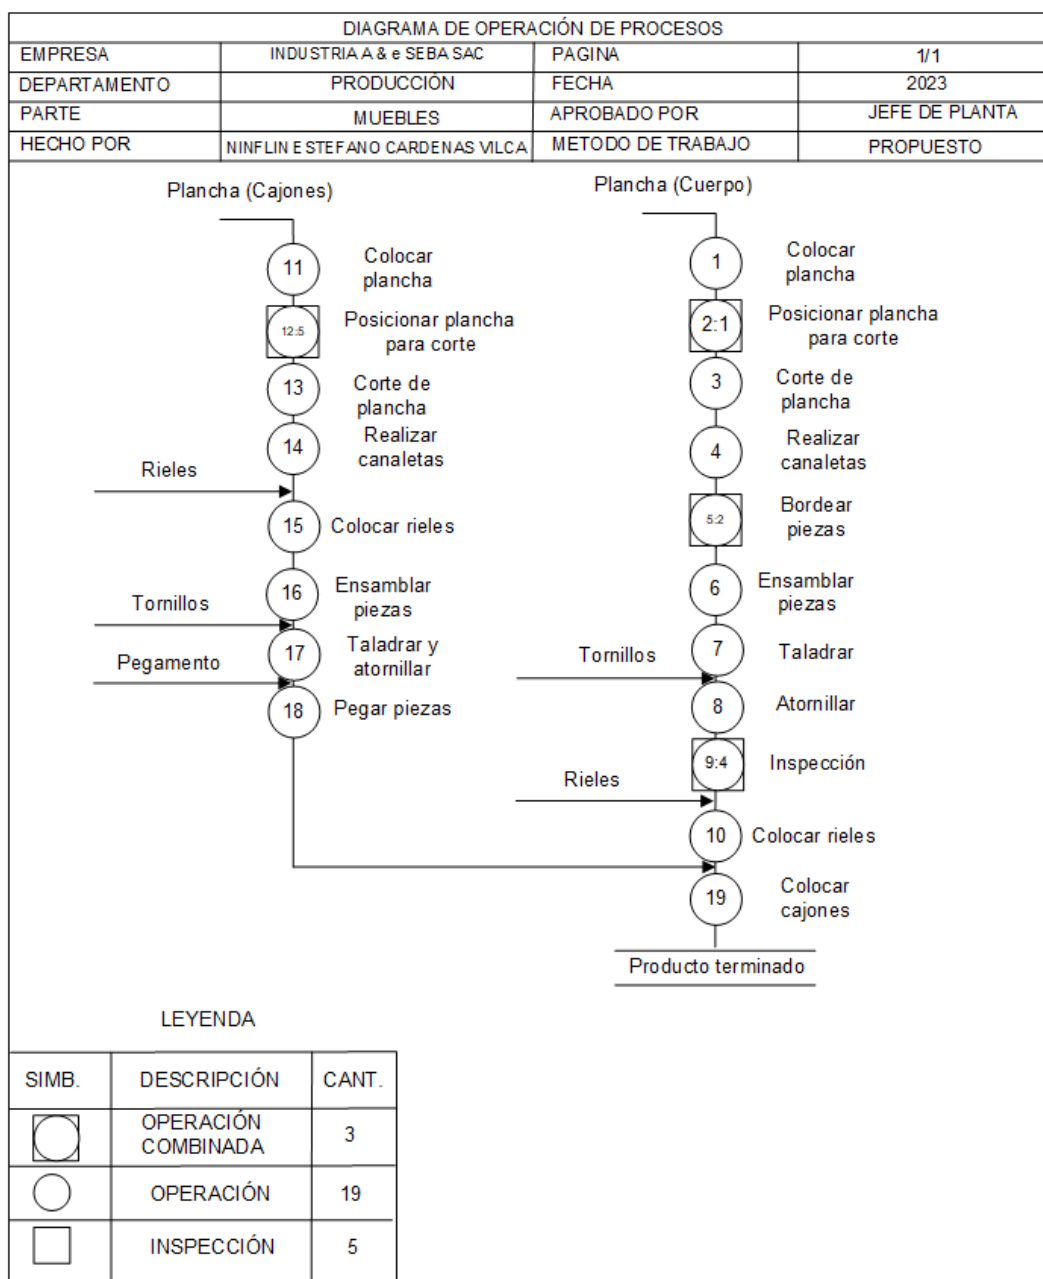 DIAGRAMA DE OPERACIÓN DE PROCESOS
EMPRESA INDUSTRIA A & e SEBA SAC PAGINA 1/1
DEPARTAMENTO PRODUCCIÓN FECHA 2023
PARTE MUEBLES APROBADO POR JEFE DE PLANTA
HECHO POR NINFLIN ESTEFANO CARDENAS VILCA METODO DE TRABAJO PROPUESTO
Plancha (Cajones)
11
Colocar
plancha
12:5
Posicionar plancha
para corte
13
Corte de
plancha
14
Realizar
canaletas
Rieles
15
Colocar rieles
16
Ensamblar
piezas
Tornillos
17
Taladrar y
atornillar
Pegamento
18
Pegar piezas
Plancha (Cuerpo)
1
Colocar
plancha
2:1
Posicionar plancha
para corte
3
Corte de
plancha
4
Realizar
canaletas
5:2
Bordear
piezas
6
Ensamblar
piezas
7
Taladrar
Tornillos
8
Atornillar
9:4
Inspección
Rieles
10
Colocar rieles
19
Colocar
cajones
Producto terminado
LEYENDA
SIMB. DESCRIPCIÓN CANT.
OPERACIÓN
COMBINADA
3
OPERACIÓN 19
INSPECCIÓN 5